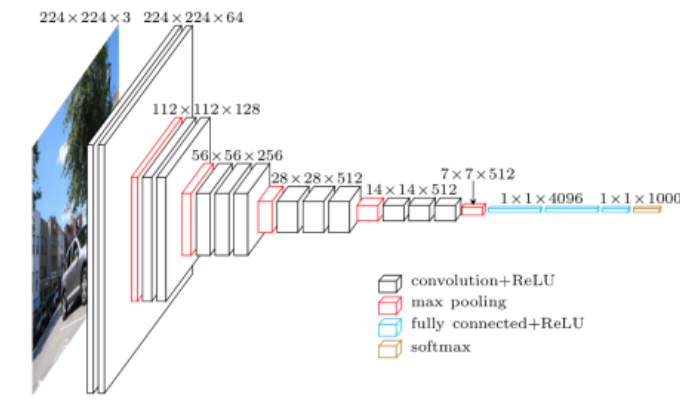 224×224×3
224×224×64
112×112×128
56×56×256
28×28×512
14×14×512
7×7×512
1×1×4096
1×1×1000
convolution+ReLU
max pooling
fully connected+ReLU
softmax